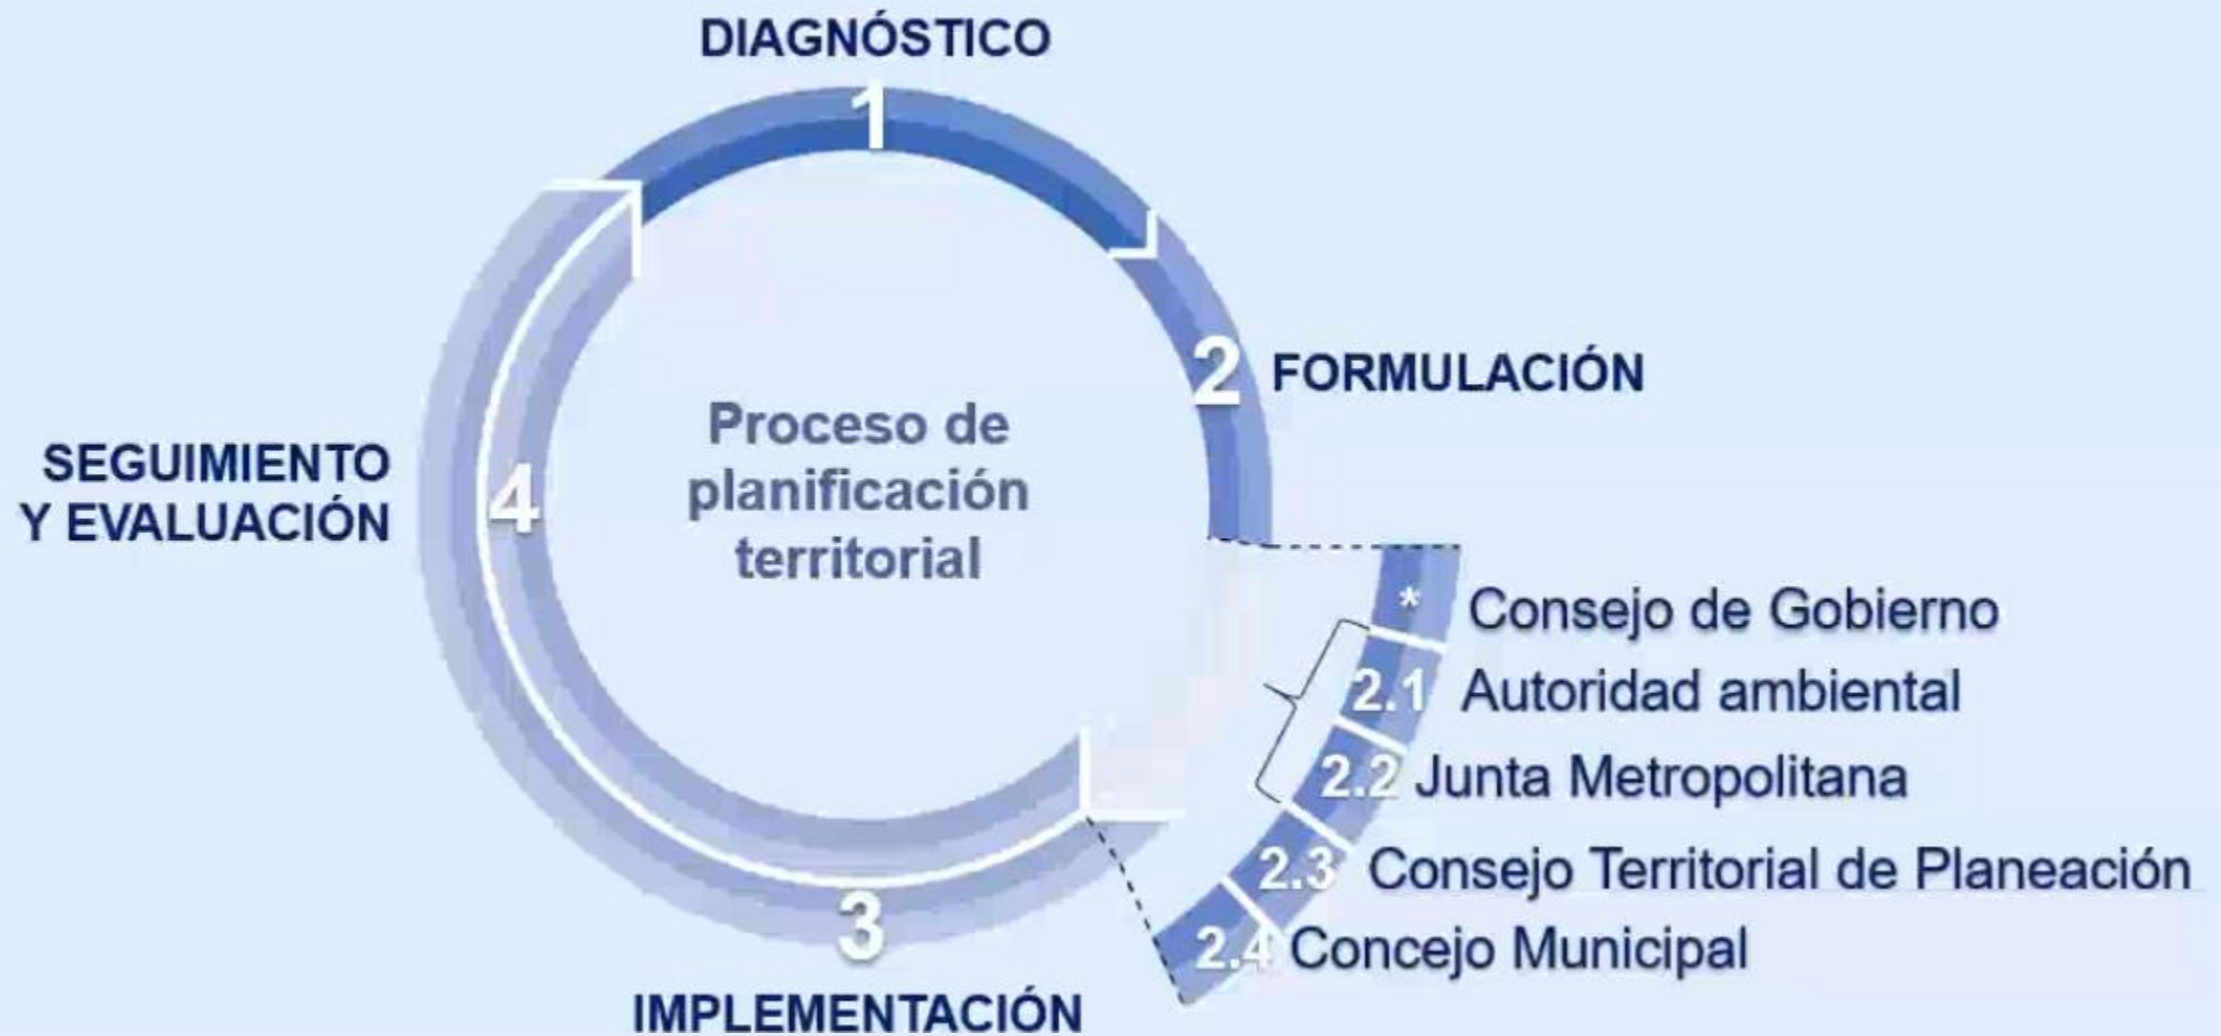 DIAGNÓSTICO
1
2 FORMULACIÓN
Proceso de
planificación
territorial
SEGUIMIENTO
Y EVALUACIÓN
4
* Consejo de Gobierno
2.1 Autoridad ambiental
2.2 Junta Metropolitana
2.3 Consejo Territorial de Planeación
2.4 Concejo Municipal
3
IMPLEMENTACIÓN